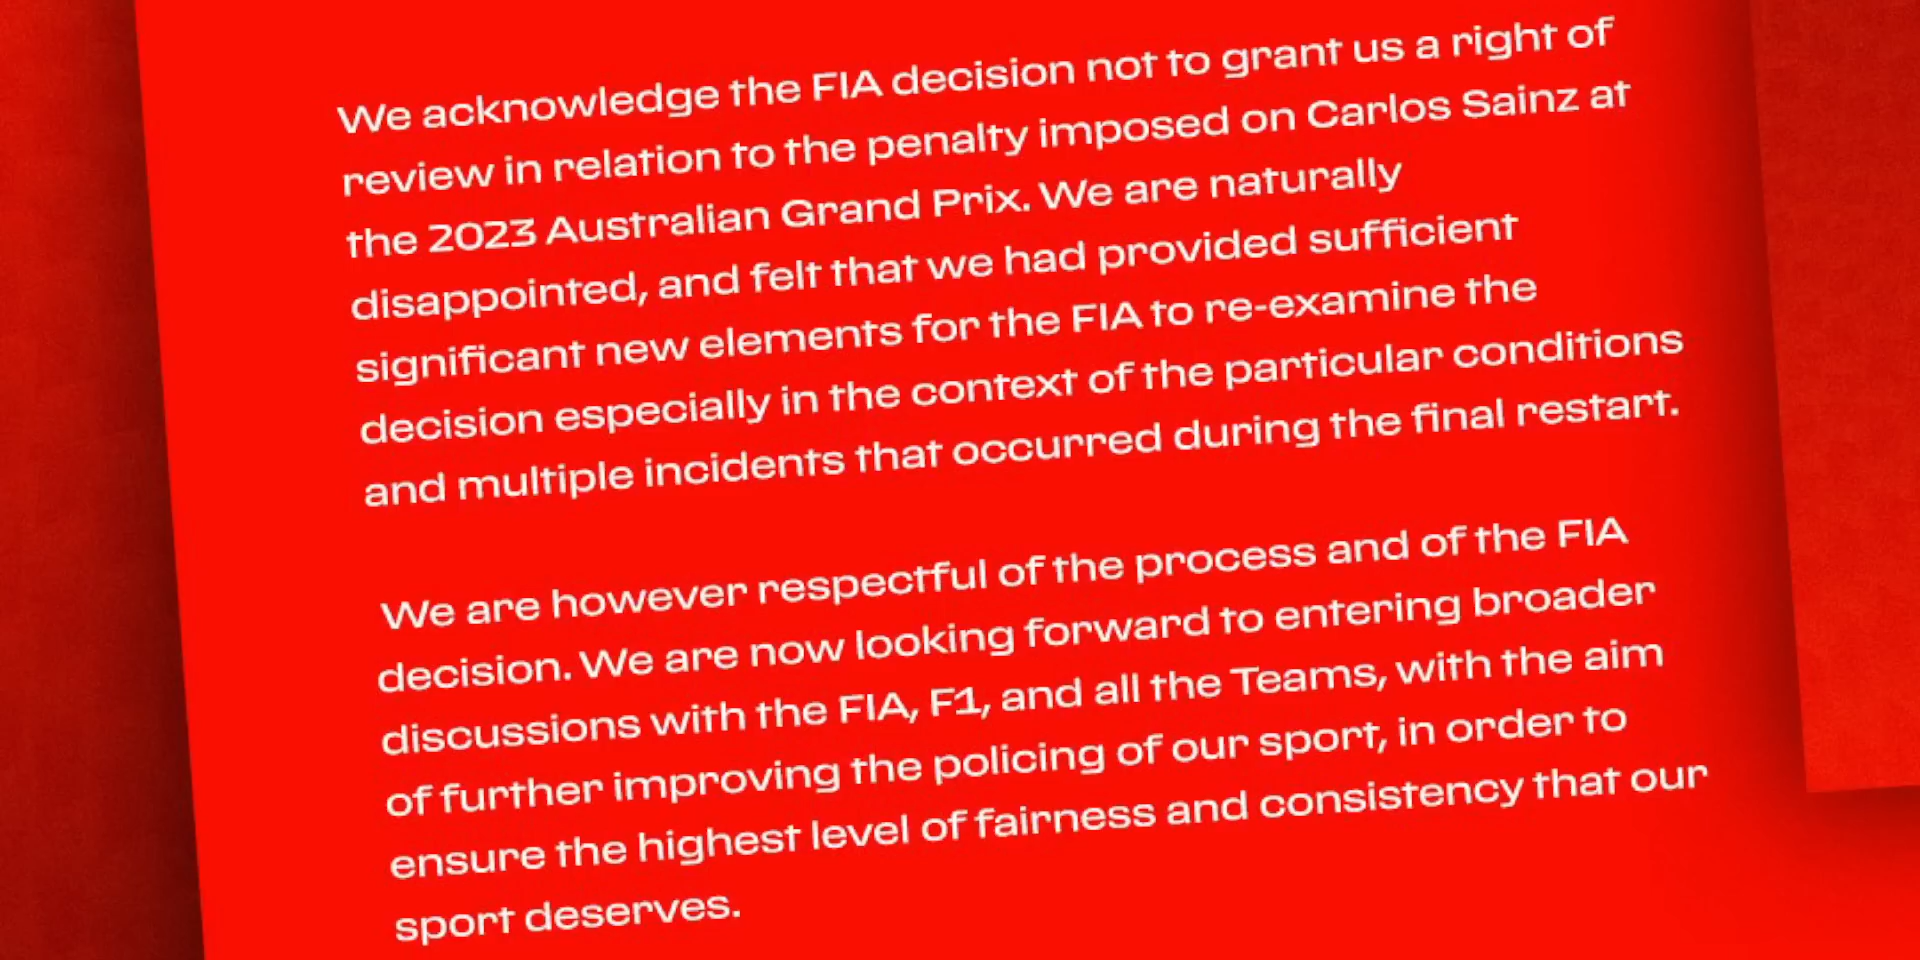 We acknowledge the FIA decision not to grant us a right of
review in relation to the penalty imposed on Carlos Sainz at
the 2023 Australian Grand Prix. We are naturally
disappointed, and felt that we had provided sufficient
significant new elements for the FIA to re-examine the
decision especially in the context of the particular conditions
and multiple incidents that occurred during the final restart.
We are however respectful of the process and of the FIA
decision. We are now looking forward to entering broader
discussions with the FIA, F1, and all the Teams, with the aim
of further improving the policing of our sport, in order to
ensure the highest level of fairness and consistency that our
sport deserves.